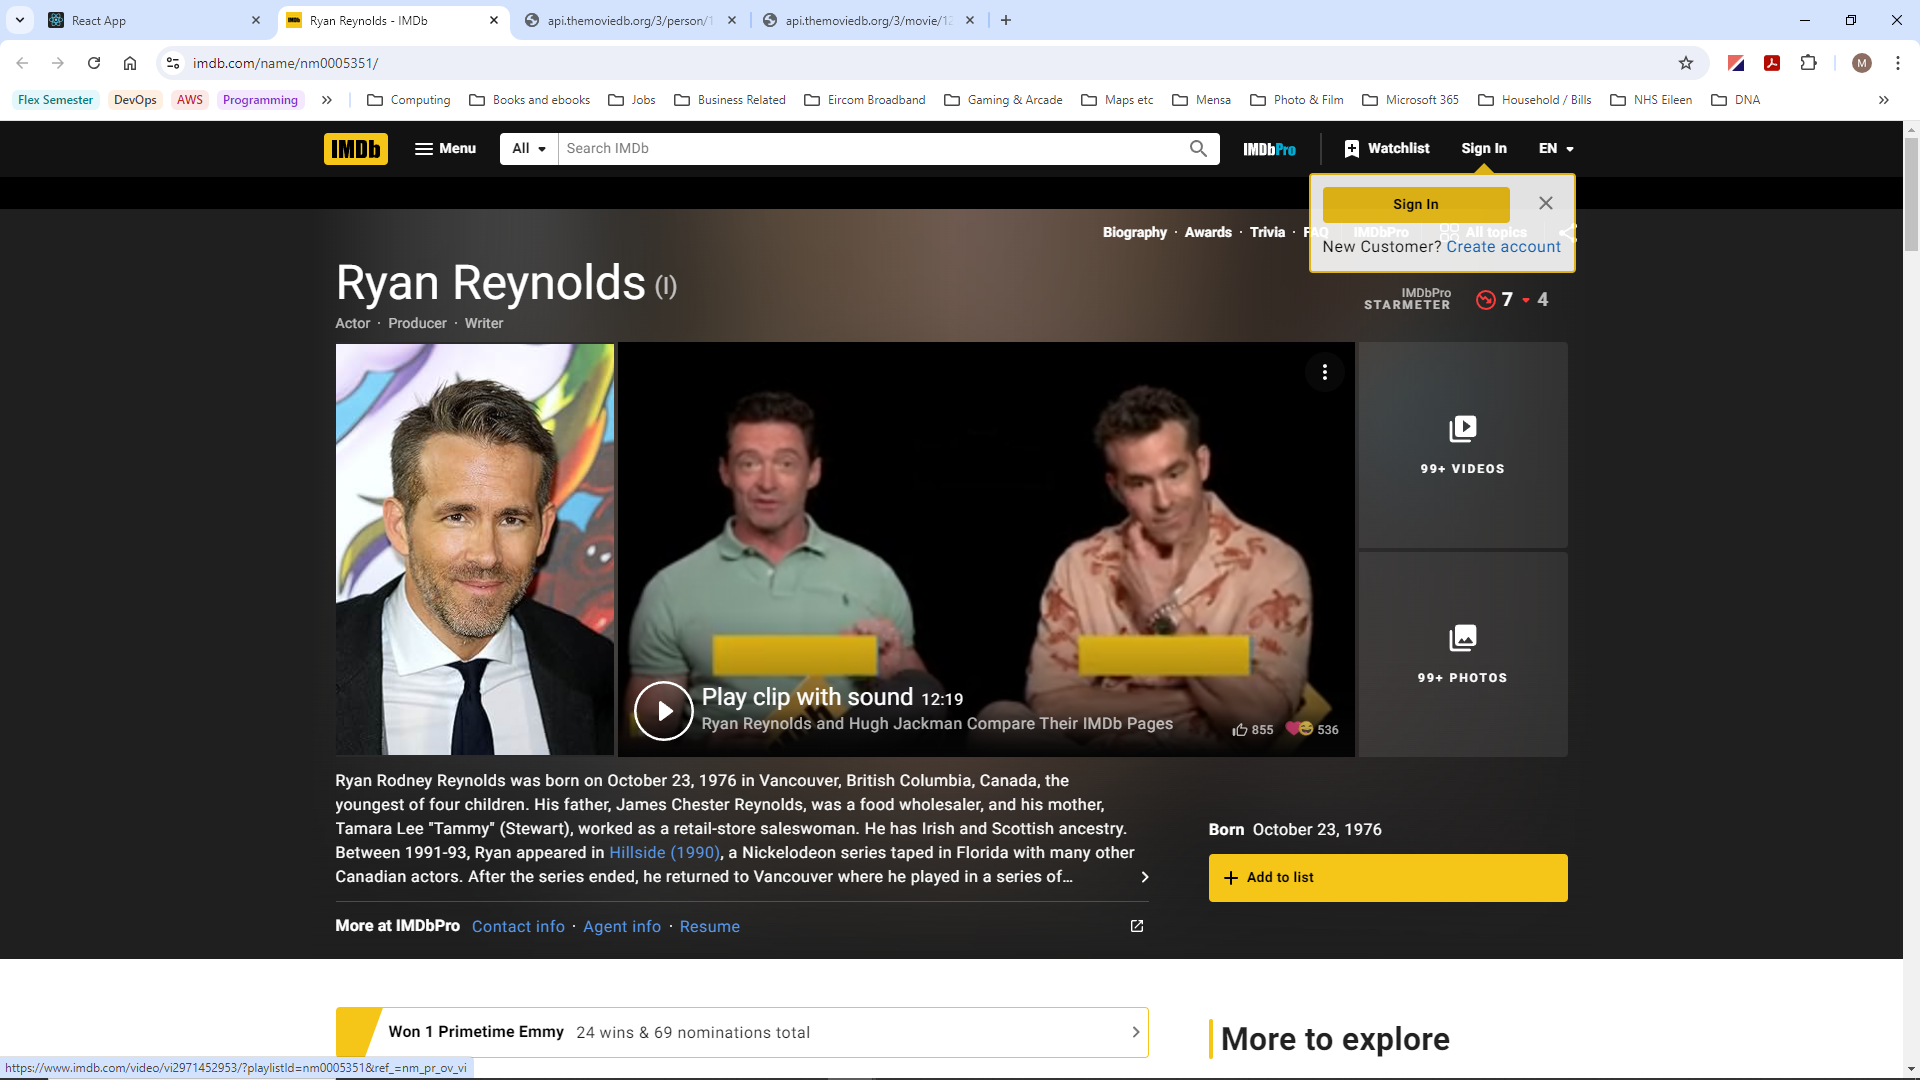 React App
Ryan Reynolds - IMDb
api.themoviedb.org/3/person/1
api.themoviedb.org/3/movie/12
imdb.com/name/nm0005351/
M
Flex Semester
DevOps
AWS
Programming
Computing
Books and ebooks
Jobs
Business Related
Eircom Broadband
Gaming & Arcade
Maps etc
Mensa
Photo & Film
Microsoft 365
Household / Bills
NHS Eileen
DNA
IMDb
Menu
All
Search IMDb
IMDbPro
Watchlist
Sign In
EN
Sign In
Biography · Awards · Trivia · FAQ
IMDbPro
All topics
New Customer? Create account
Ryan Reynolds (I)
IMDbPro
STARMETER
7
4
Actor · Producer · Writer
99+ VIDEOS
99+ PHOTOS
Play clip with sound 12:19
Ryan Reynolds and Hugh Jackman Compare Their IMDb Pages
855
536
Ryan Rodney Reynolds was born on October 23, 1976 in Vancouver, British Columbia, Canada, the
youngest of four children. His father, James Chester Reynolds, was a food wholesaler, and his mother,
Tamara Lee "Tammy" (Stewart), worked as a retail-store saleswoman. He has Irish and Scottish ancestry.
Between 1991-93, Ryan appeared in Hillside (1990), a Nickelodeon series taped in Florida with many other
Canadian actors. After the series ended, he returned to Vancouver where he played in a series of...
Born October 23, 1976
Add to list
More at IMDbPro Contact info · Agent info · Resume
Won 1 Primetime Emmy 24 wins & 69 nominations total
More to explore
https://www.imdb.com/video/vi2971452953/?playlistId=nm0005351&ref_=nm_pr_ov_vi